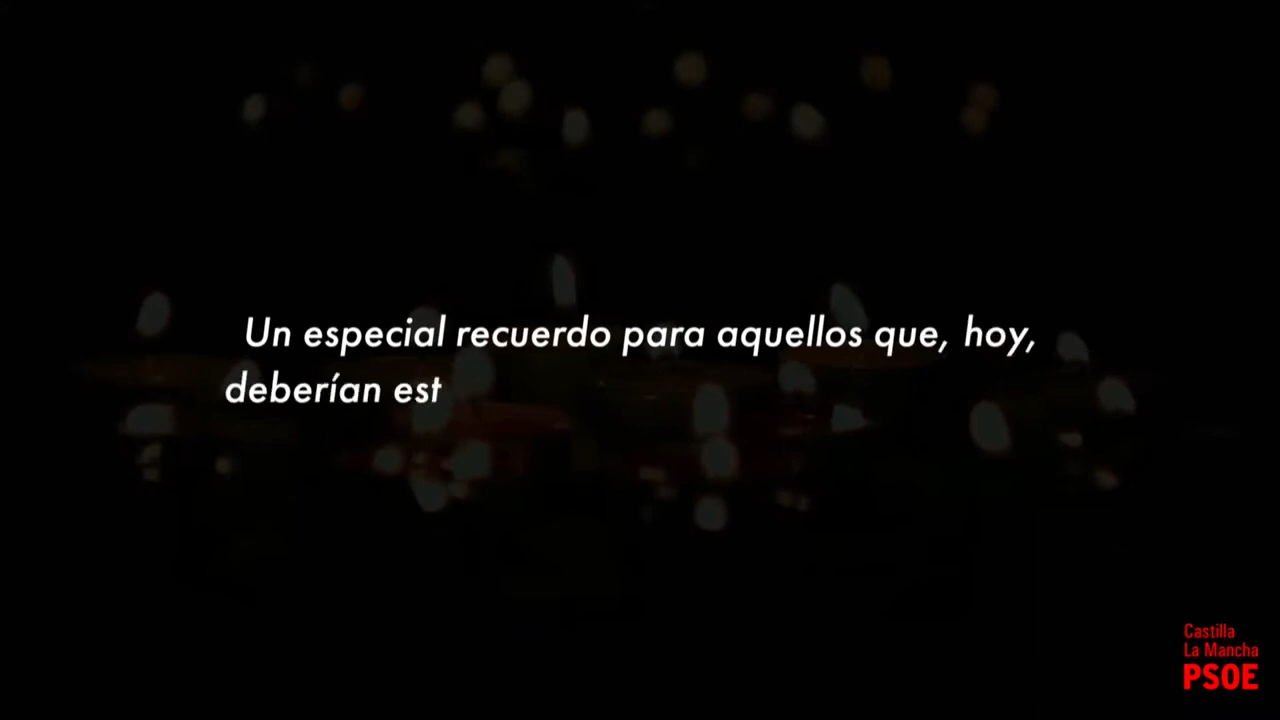 Un especial recuerdo para aquellos que, hoy,
deberían est
Castilla
La Mancha
PSOE